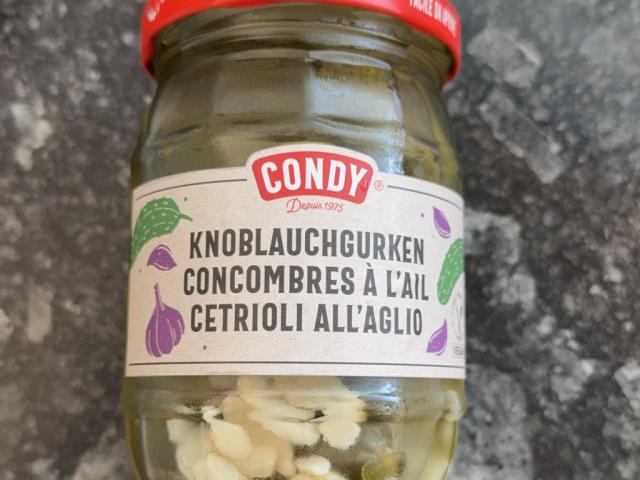 CONDY ®
Depuis 1975
KNOBLAUCHGURKEN
CONCOMBRES À L'AIL
CETRIOLI ALL'AGLIO